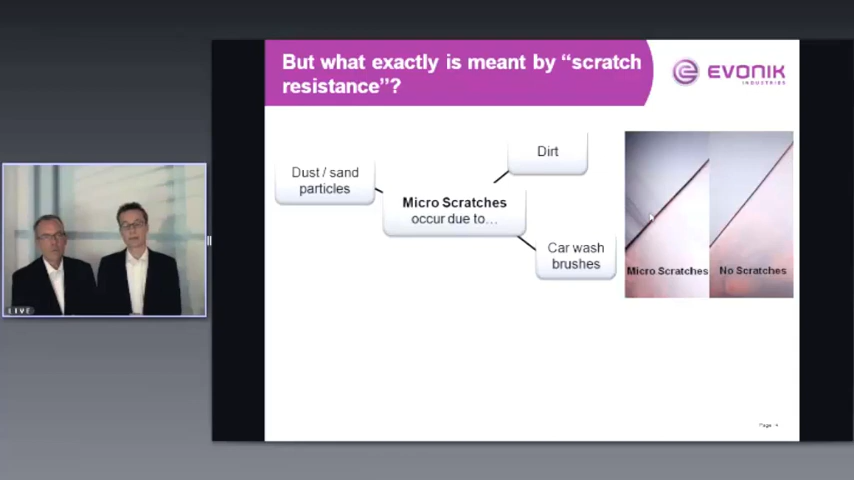 But what exactly is meant by “scratch
resistance”?
EVONIK
INDUSTRIES
Dirt
Dust / sand
particles
Micro Scratches
occur due to…
Car wash
brushes
Micro Scratches
No Scratches
LIVE
Page